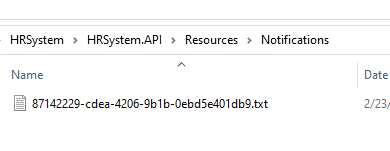 HRSystem > HRSystem.API > Resources > Notifications
Name Date
87142229-cdea-4206-9b1b-0ebd5e401db9.txt 2/23/